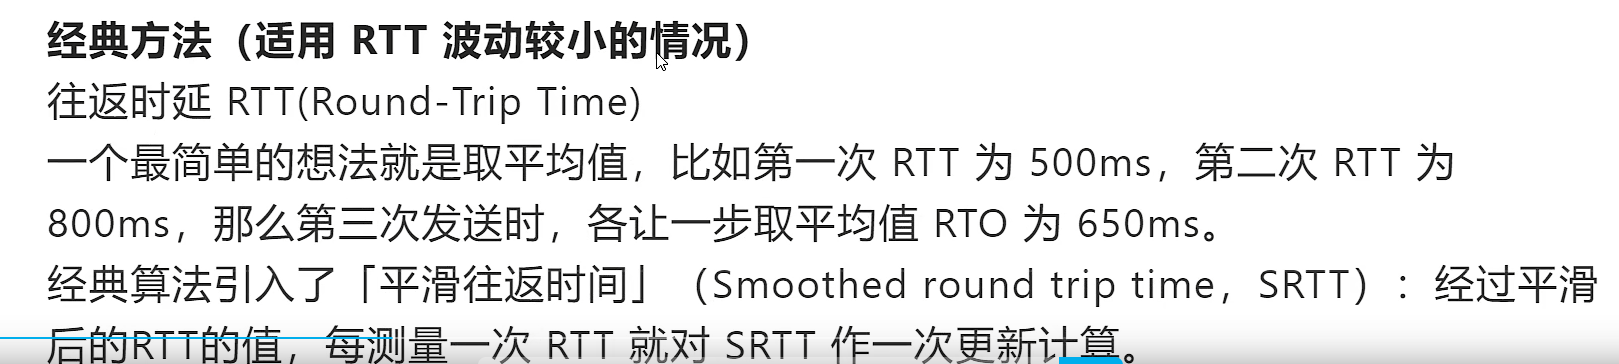 经典方法（适用 RTT 波动较小的情况）
往返时延 RTT(Round-Trip Time)
一个最简单的想法就是取平均值，比如第一次 RTT 为 500ms，第二次 RTT 为
800ms，那么第三次发送时，各让一步取平均值 RTO 为 650ms。
经典算法引入了「平滑往返时间」（Smoothed round trip time，SRTT）：经过平滑
后的RTT的值，每测量一次 RTT 就对 SRTT 作一次更新计算。